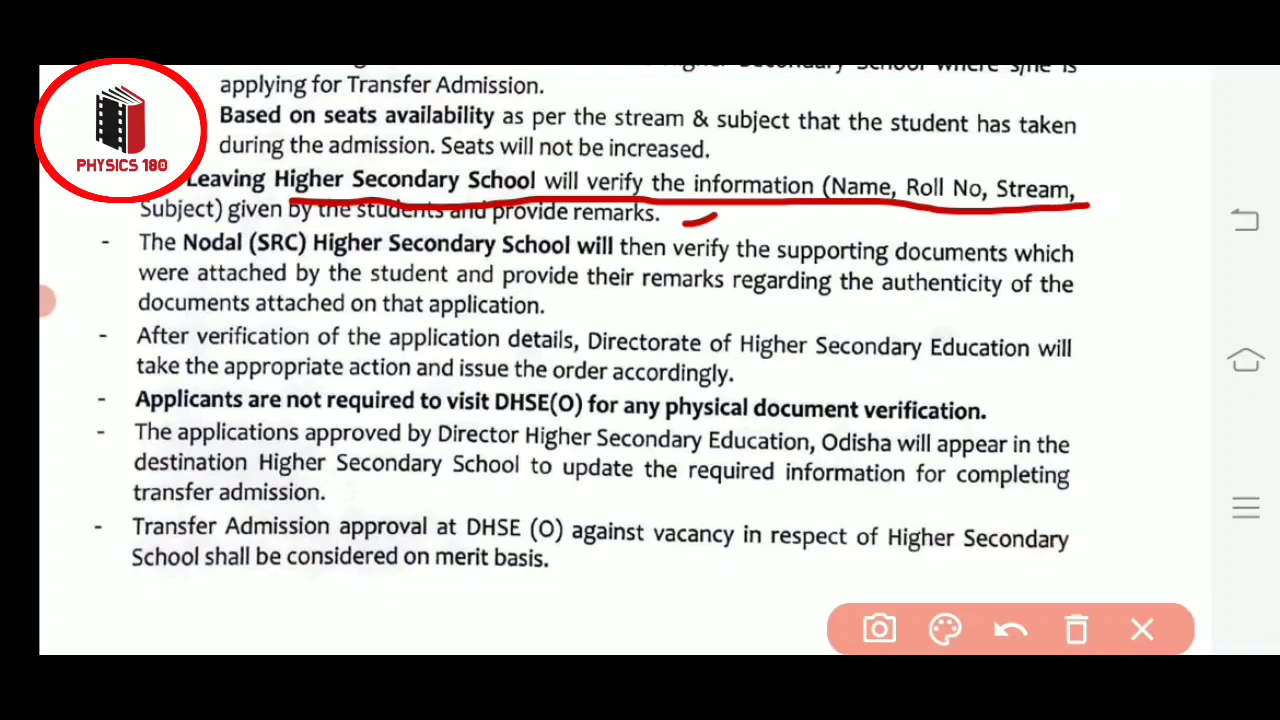 Higher Secondary School where s/he is
applying for Transfer Admission.
Based on seats availability as per the stream & subject that the student has taken
during the admission. Seats will not be increased.
PHYSICS 180
Leaving Higher Secondary School will verify the information (Name, Roll No, Stream,
Subject) given by the students and provide remarks.
- The Nodal (SRC) Higher Secondary School will then verify the supporting documents which
were attached by the student and provide their remarks regarding the authenticity of the
documents attached on that application.
- After verification of the application details, Directorate of Higher Secondary Education will
take the appropriate action and issue the order accordingly.
- Applicants are not required to visit DHSE(O) for any physical document verification.
- The applications approved by Director Higher Secondary Education, Odisha will appear in the
destination Higher Secondary School to update the required information for completing
transfer admission.
- Transfer Admission approval at DHSE (O) against vacancy in respect of Higher Secondary
School shall be considered on merit basis.